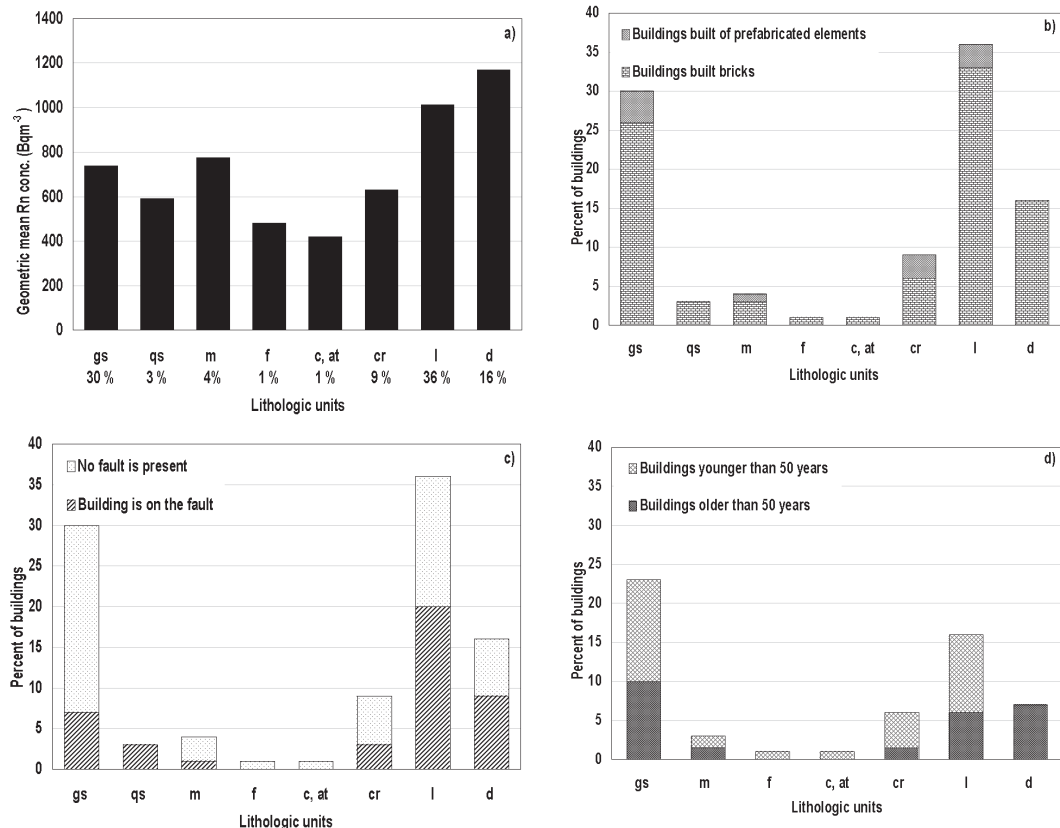 a)
1400
1200
1000
800
600
400
200
0
Geometric mean Rn conc. (Bqm⁻³)
gs qs m f c, at cr l d
30 % 3 % 4% 1 % 1 % 9 % 36 % 16 %
Lithologic units
b)
40
35
30
25
20
15
10
5
0
Percent of buildings
Buildings built of prefabricated elements
Buildings built bricks
gs qs m f c, at cr l d
Lithologic units
c)
40
35
30
25
20
15
10
5
0
Percent of buildings
No fault is present
Building is on the fault
gs qs m f c, at cr l d
Lithologic units
d)
40
35
30
25
20
15
10
5
0
Percent of buildings
Buildings younger than 50 years
Buildings older than 50 years
gs m f c, at cr l d
Lithologic units